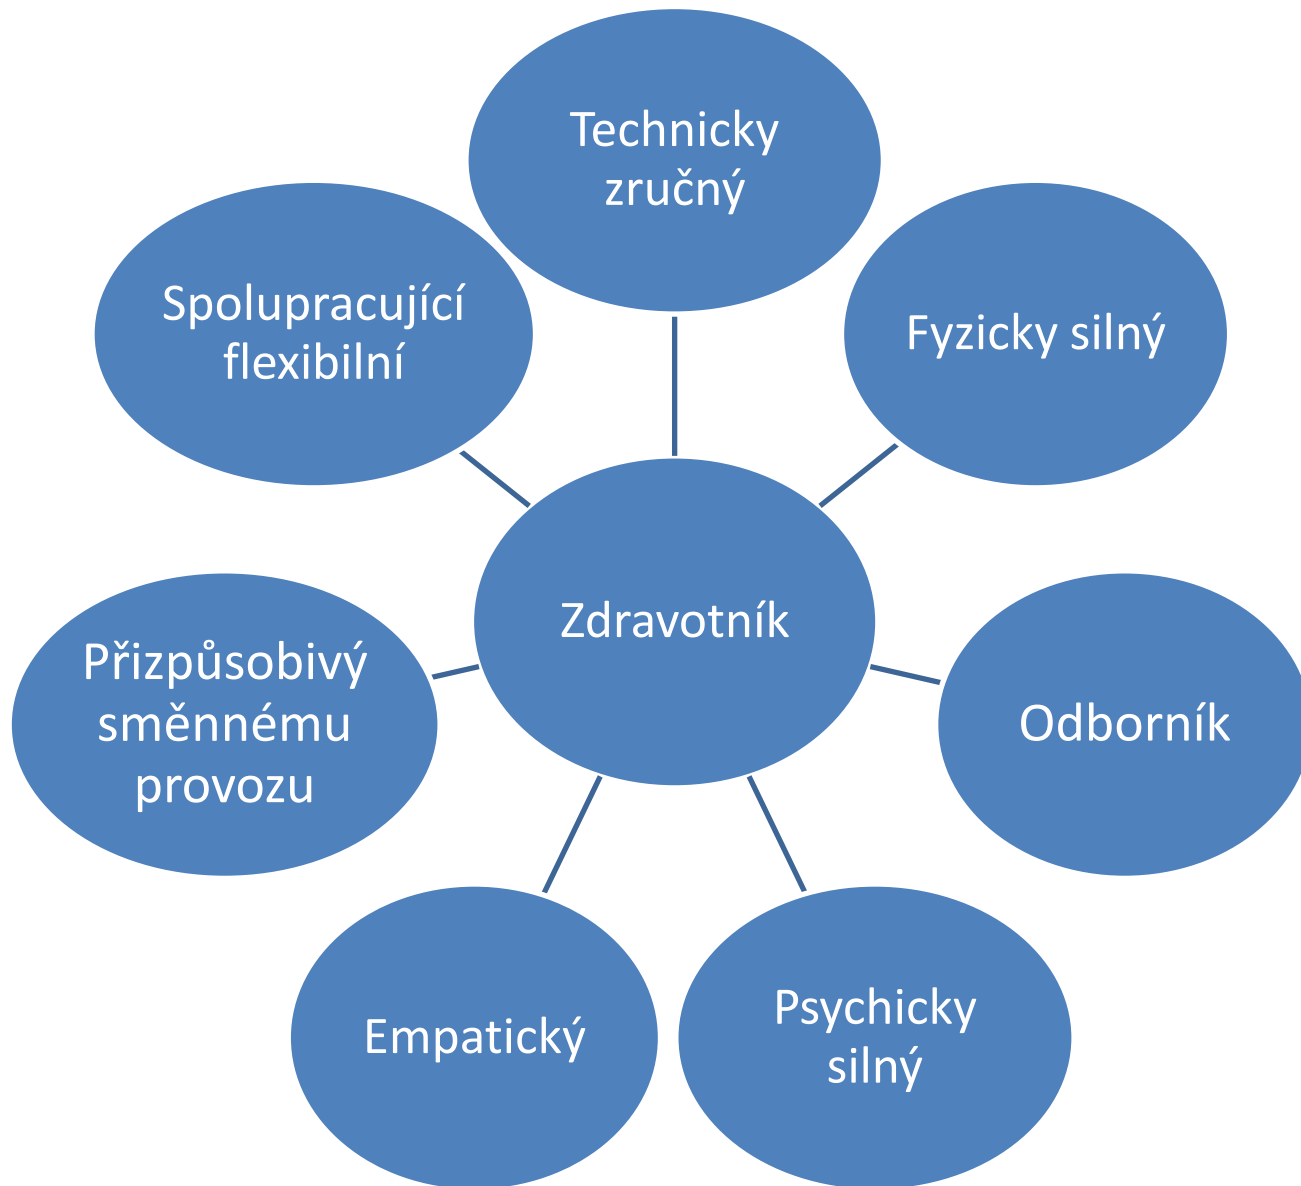 Technicky
zručný
Spolupracující
flexibilní
Fyzicky silný
Zdravotník
Přizpůsobivý
směnnému
provozu
Odborník
Empatický
Psychicky
silný